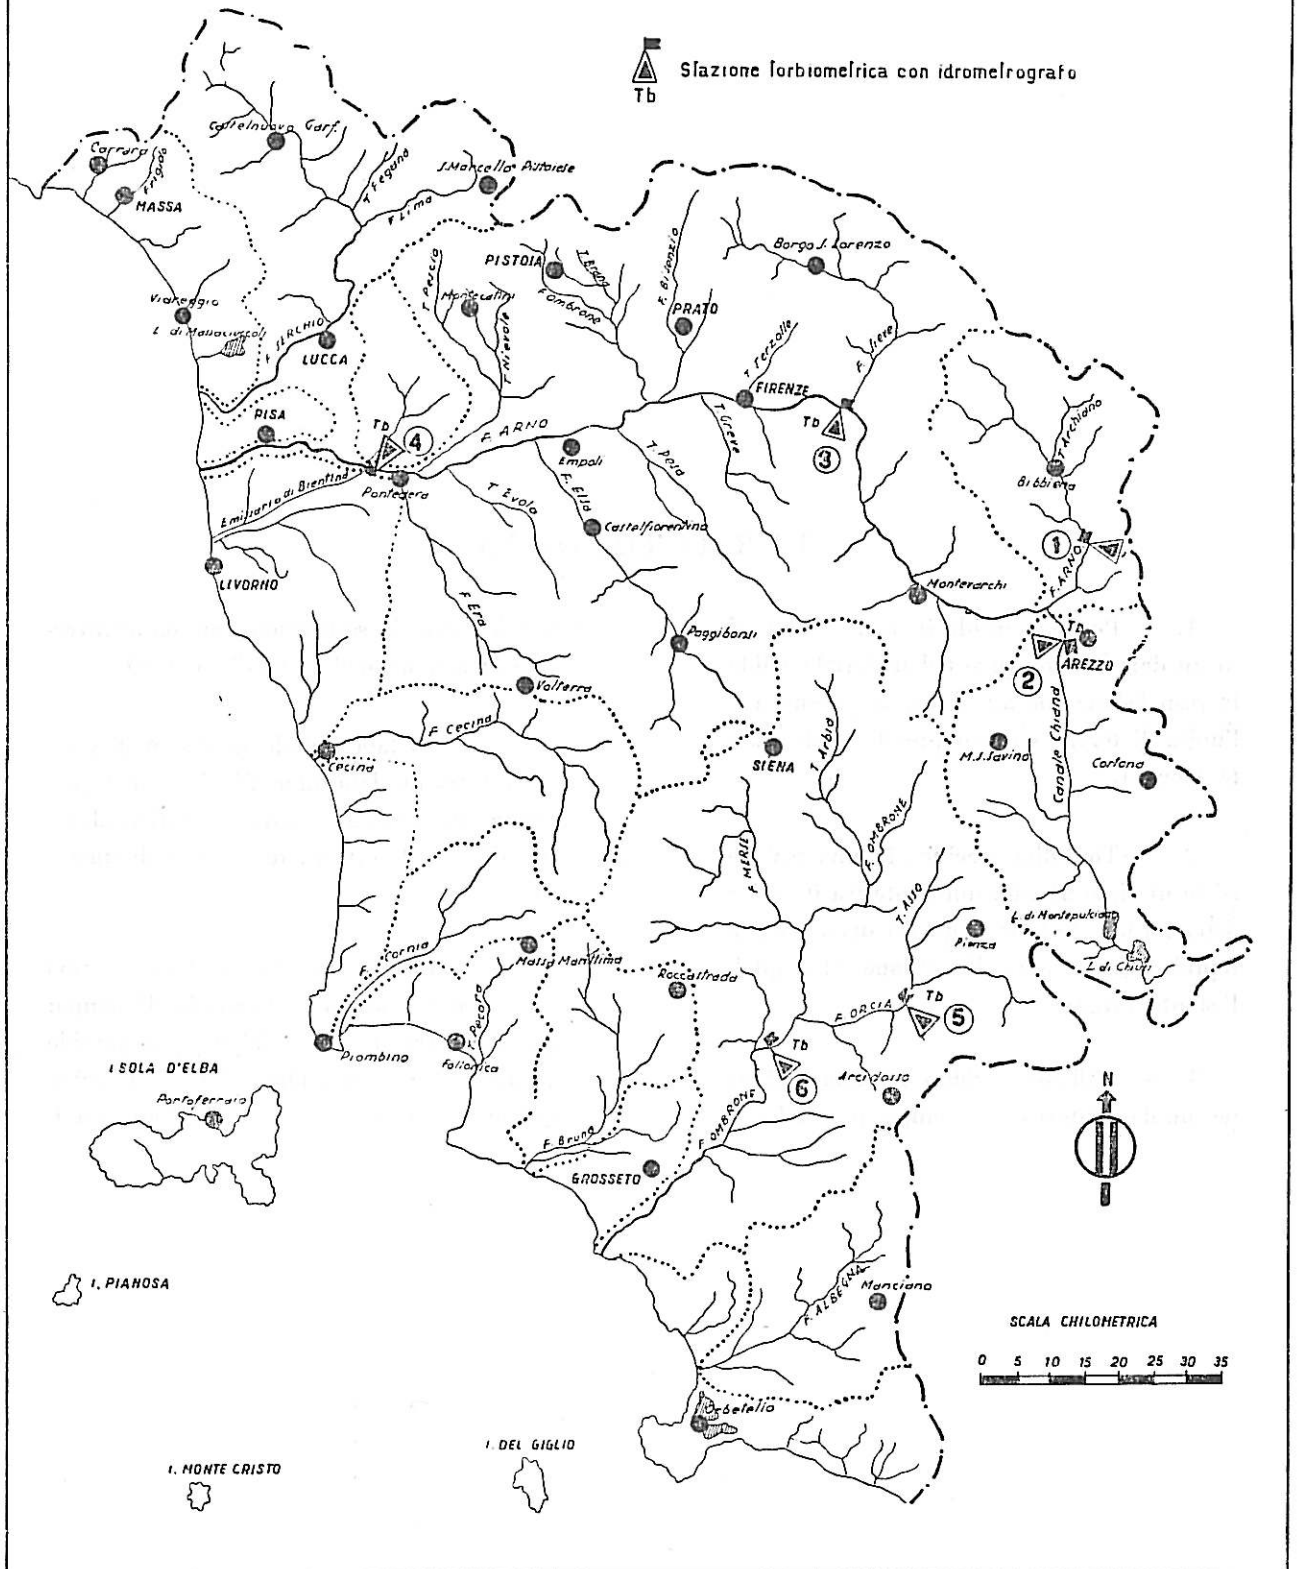 Stazione torbiometrica con idrometrografo
Tb
Castelnuovo Garf.
Carrara
Frigido
MASSA
T. Fegana
F. Lima
S. Marcello Pistoiese
PISTOIA
T. Brana
F. Ombrone
F. Bisenzio
Borgo S. Lorenzo
T. Pescia
Montecatini
T. Nievole
PRATO
Viareggio
L. di Massaciuccoli
F. SERCHIO
LUCCA
T. Terzolle
F. Sieve
FIRENZE
T. Archiano
PISA
Tb
4
F. ARNO
T. Greve
Tb
3
Empoli
T. Pesa
Bibbiena
Emissario di Bientina
Pontedera
T. Evola
F. Elsa
Castelfiorentino
1
F. ARNO
LIVORNO
Montevarchi
F. Era
Poggibonsi
Tb
AREZZO
2
Volterra
F. Cecina
Cecina
SIENA
T. Arbia
M.S. Savino
Canale Chiana
Cortona
F. MERSE
F. OMBRONE
T. Asso
L. di Montepulciano
Pienza
L. di Chiusi
F. Cornia
Massa Marittima
Roccastrada
T. Pecora
F. ORCIA
Tb
5
Piombino
Follonica
Tb
6
Arcidosso
ISOLA D'ELBA
Portoferraio
N
F. Bruna
F. OMBRONE
GROSSETO
I. PIANOSA
F. ALBEGNA
Manciano
SCALA CHILOMETRICA
0 5 10 15 20 25 30 35
Orbetello
I. DEL GIGLIO
I. MONTE CRISTO